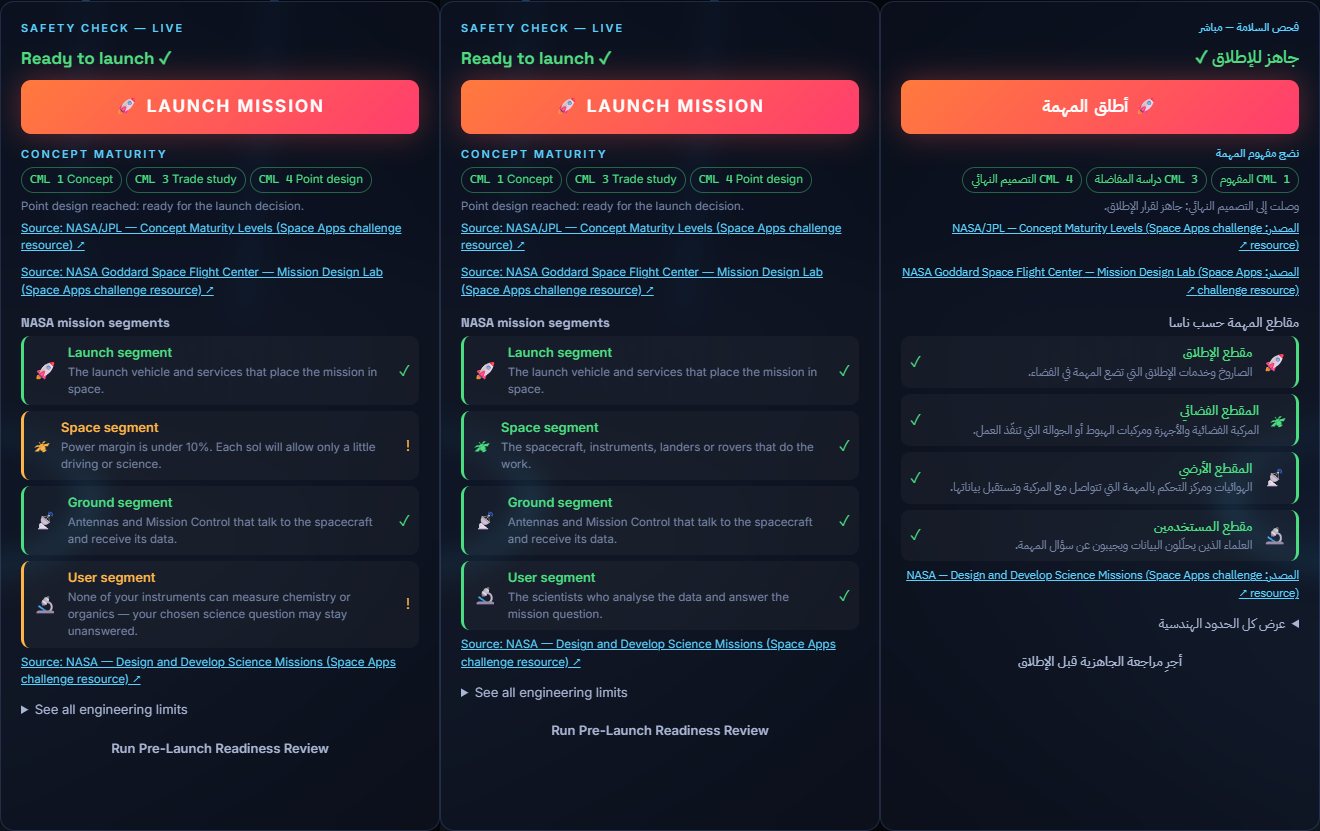 SAFETY CHECK — LIVE
Ready to launch ✓
🚀 LAUNCH MISSION
CONCEPT MATURITY
CML 1 Concept
CML 3 Trade study
CML 4 Point design
Point design reached: ready for the launch decision.
Source: NASA/JPL — Concept Maturity Levels (Space Apps challenge
resource) ↗
Source: NASA Goddard Space Flight Center — Mission Design Lab
(Space Apps challenge resource) ↗
NASA mission segments
Launch segment
The launch vehicle and services that place the mission in
space.
✓
Space segment
Power margin is under 10%. Each sol will allow only a little
driving or science.
!
Ground segment
Antennas and Mission Control that talk to the spacecraft
and receive its data.
✓
User segment
None of your instruments can measure chemistry or
organics — your chosen science question may stay
unanswered.
!
Source: NASA — Design and Develop Science Missions (Space Apps
challenge resource) ↗
▶ See all engineering limits
Run Pre-Launch Readiness Review
SAFETY CHECK — LIVE
Ready to launch ✓
🚀 LAUNCH MISSION
CONCEPT MATURITY
CML 1 Concept
CML 3 Trade study
CML 4 Point design
Point design reached: ready for the launch decision.
Source: NASA/JPL — Concept Maturity Levels (Space Apps challenge
resource) ↗
Source: NASA Goddard Space Flight Center — Mission Design Lab
(Space Apps challenge resource) ↗
NASA mission segments
Launch segment
The launch vehicle and services that place the mission in
space.
✓
Space segment
The spacecraft, instruments, landers or rovers that do the
work.
✓
Ground segment
Antennas and Mission Control that talk to the spacecraft
and receive its data.
✓
User segment
The scientists who analyse the data and answer the
mission question.
✓
Source: NASA — Design and Develop Science Missions (Space Apps
challenge resource) ↗
▶ See all engineering limits
Run Pre-Launch Readiness Review
فحص السلامة — مباشر
جاهز للإطلاق ✓
🚀 أطلق المهمة
نضج مفهوم المهمة
CML 1 المفهوم
CML 3 دراسة المفاضلة
CML 4 التصميم النهائي
وصلت إلى التصميم النهائي: جاهز لقرار الإطلاق.
المصدر: NASA/JPL — Concept Maturity Levels (Space Apps challenge
resource) ↗
المصدر: NASA Goddard Space Flight Center — Mission Design Lab (Space Apps
challenge resource) ↗
مقاطع المهمة حسب ناسا
مقطع الإطلاق
الصاروخ وخدمات الإطلاق التي تضع المهمة في الفضاء.
✓
المقطع الفضائي
المركبة الفضائية والأجهزة ومركبات الهبوط أو الجوالة التي تنفّذ العمل.
✓
المقطع الأرضي
الهوائيات ومركز التحكم بالمهمة التي تتواصل مع المركبة وتستقبل بياناتها.
✓
مقطع المستخدمين
العلماء الذين يحلّلون البيانات ويجيبون عن سؤال المهمة.
✓
المصدر: NASA — Design and Develop Science Missions (Space Apps challenge
resource) ↗
◀ عرض كل الحدود الهندسية
أجرِ مراجعة الجاهزية قبل الإطلاق